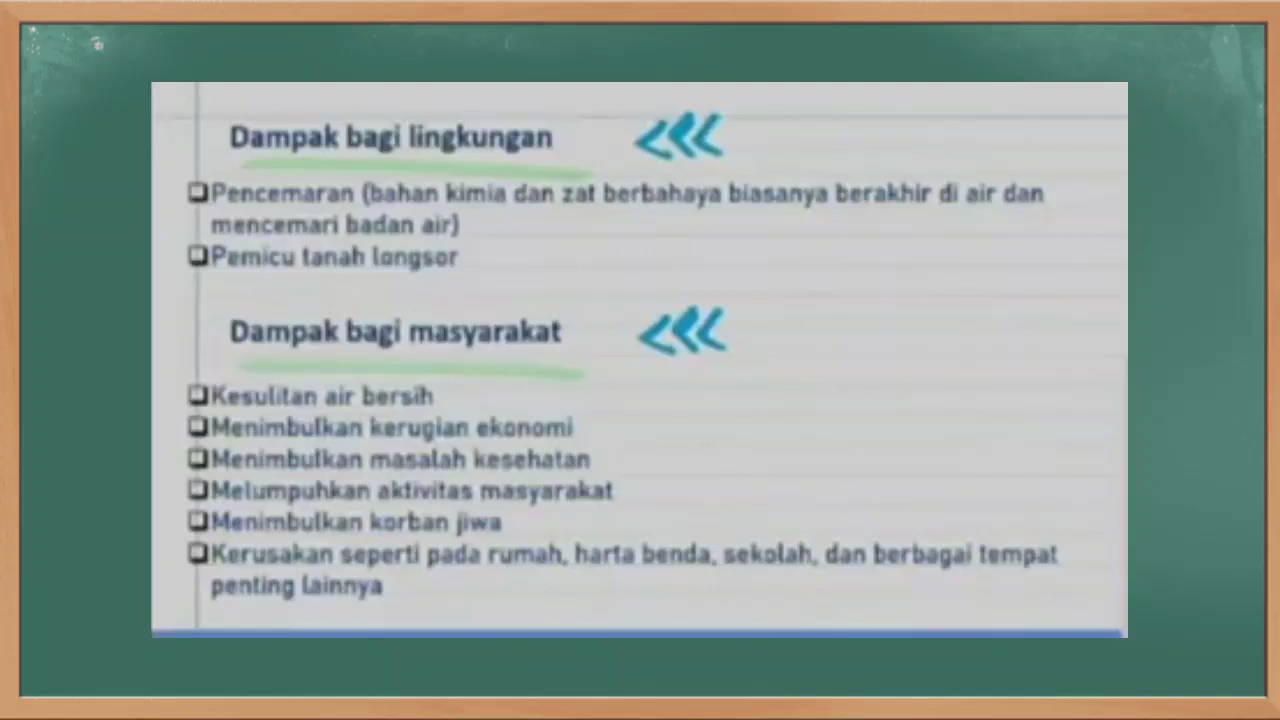 Dampak bagi lingkungan
Pencemaran (bahan kimia dan zat berbahaya biasanya berakhir di air dan
mencemari badan air)
Pemicu tanah longsor
Dampak bagi masyarakat
Kesulitan air bersih
Menimbulkan kerugian ekonomi
Menimbulkan masalah kesehatan
Melumpuhkan aktivitas masyarakat
Menimbulkan korban jiwa
Kerusakan seperti pada rumah, harta benda, sekolah, dan berbagai tempat
penting lainnya